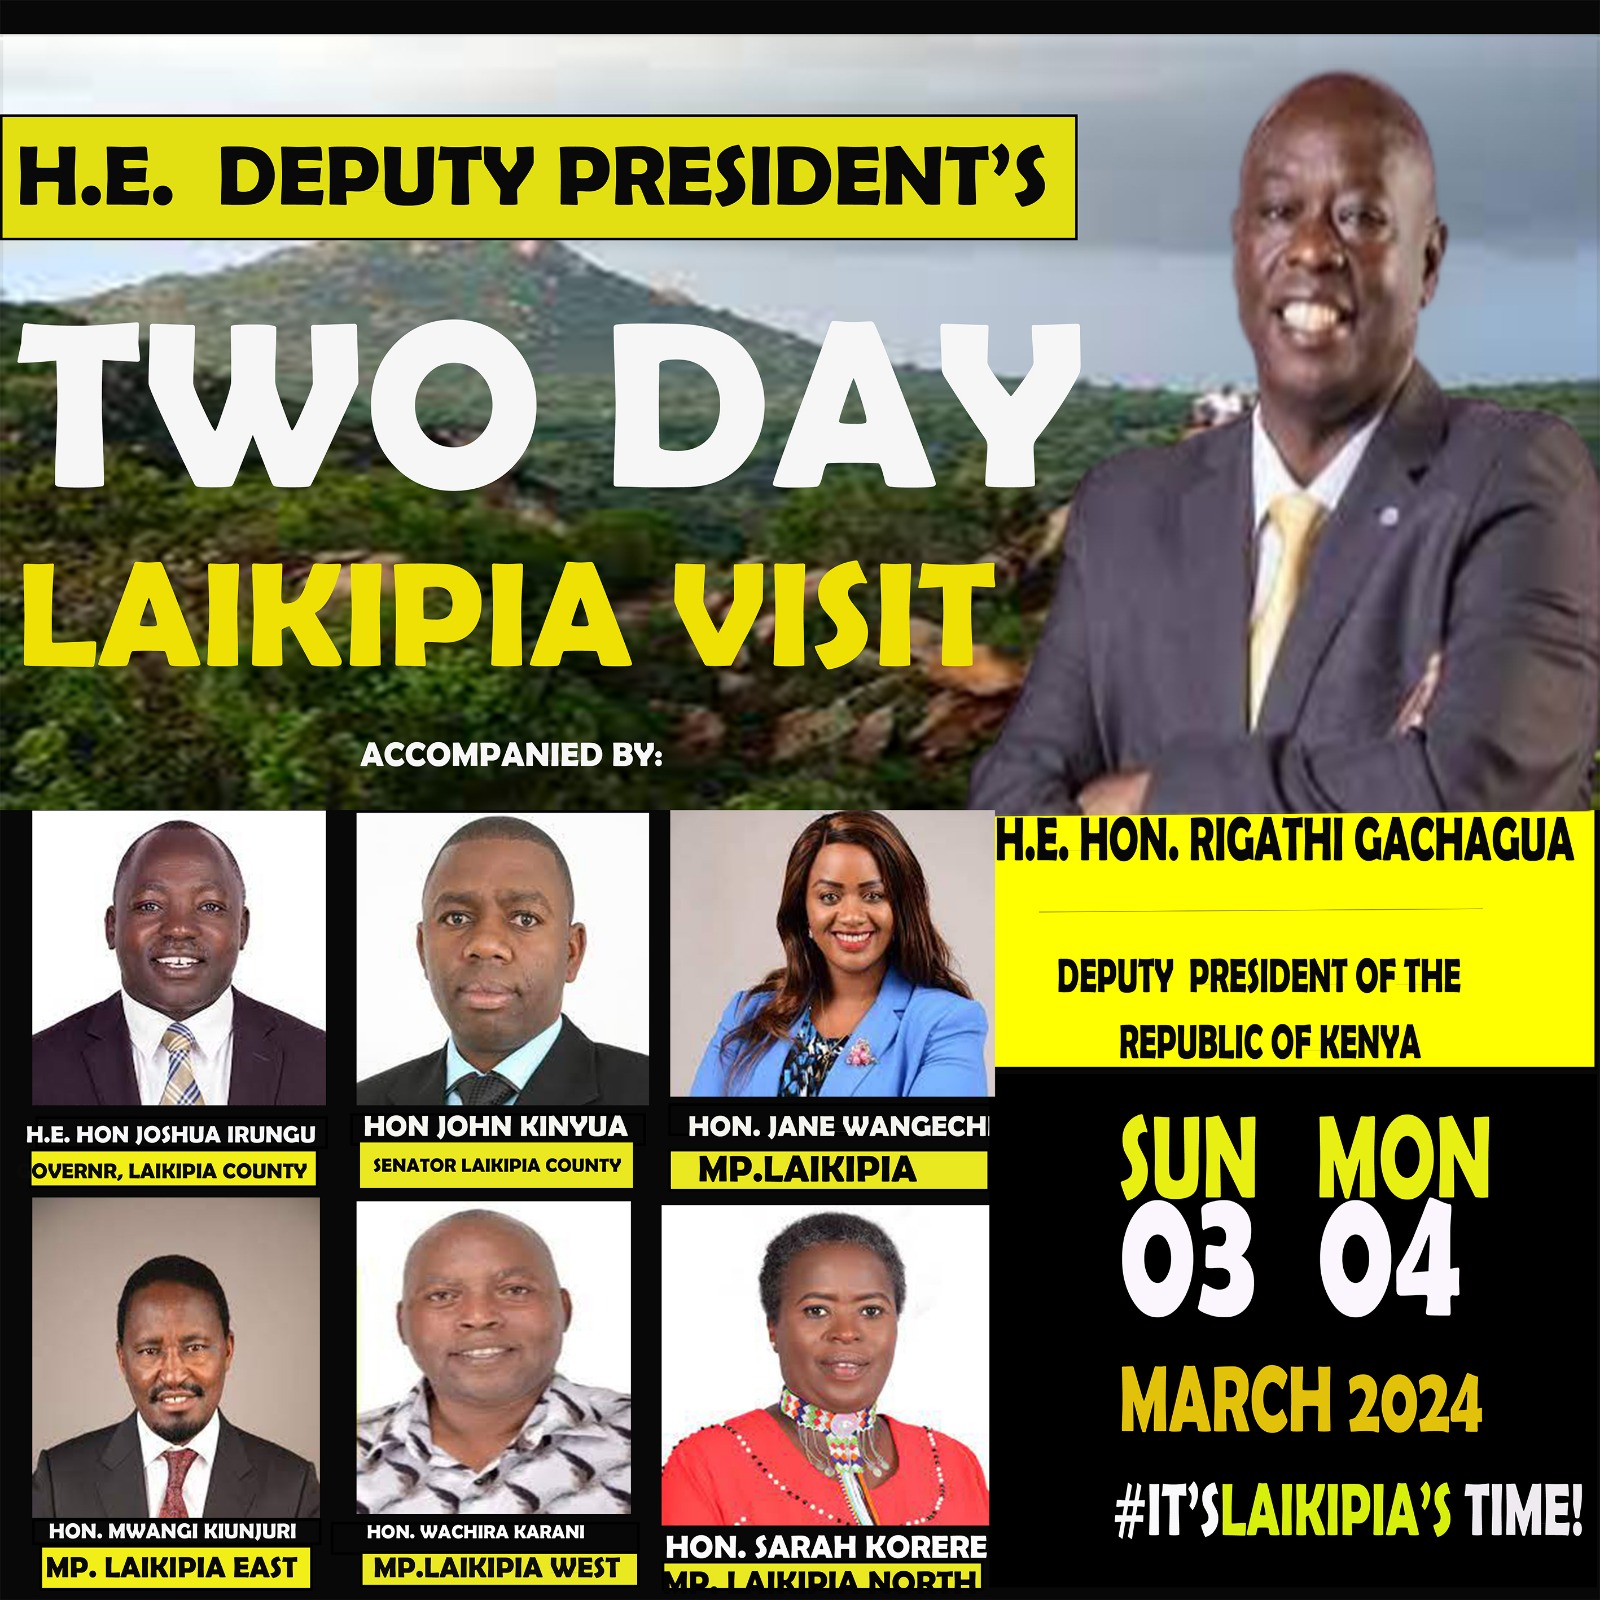 H.E. DEPUTY PRESIDENT'S
TWO DAY
LAIKIPIA VISIT
ACCOMPANIED BY:
H.E. HON JOSHUA IRUNGU
OVERNR, LAIKIPIA COUNTY
HON JOHN KINYUA
SENATOR LAIKIPIA COUNTY
HON. JANE WANGECHI
MP.LAIKIPIA
HON. MWANGI KIUNJURI
MP. LAIKIPIA EAST
HON. WACHIRA KARANI
MP.LAIKIPIA WEST
HON. SARAH KORERE
MP. LAIKIPIA NORTH
H.E. HON. RIGATHI GACHAGUA
DEPUTY PRESIDENT OF THE
REPUBLIC OF KENYA
SUN MON
03 04
MARCH 2024
#IT'SLAIKIPIA'S TIME!